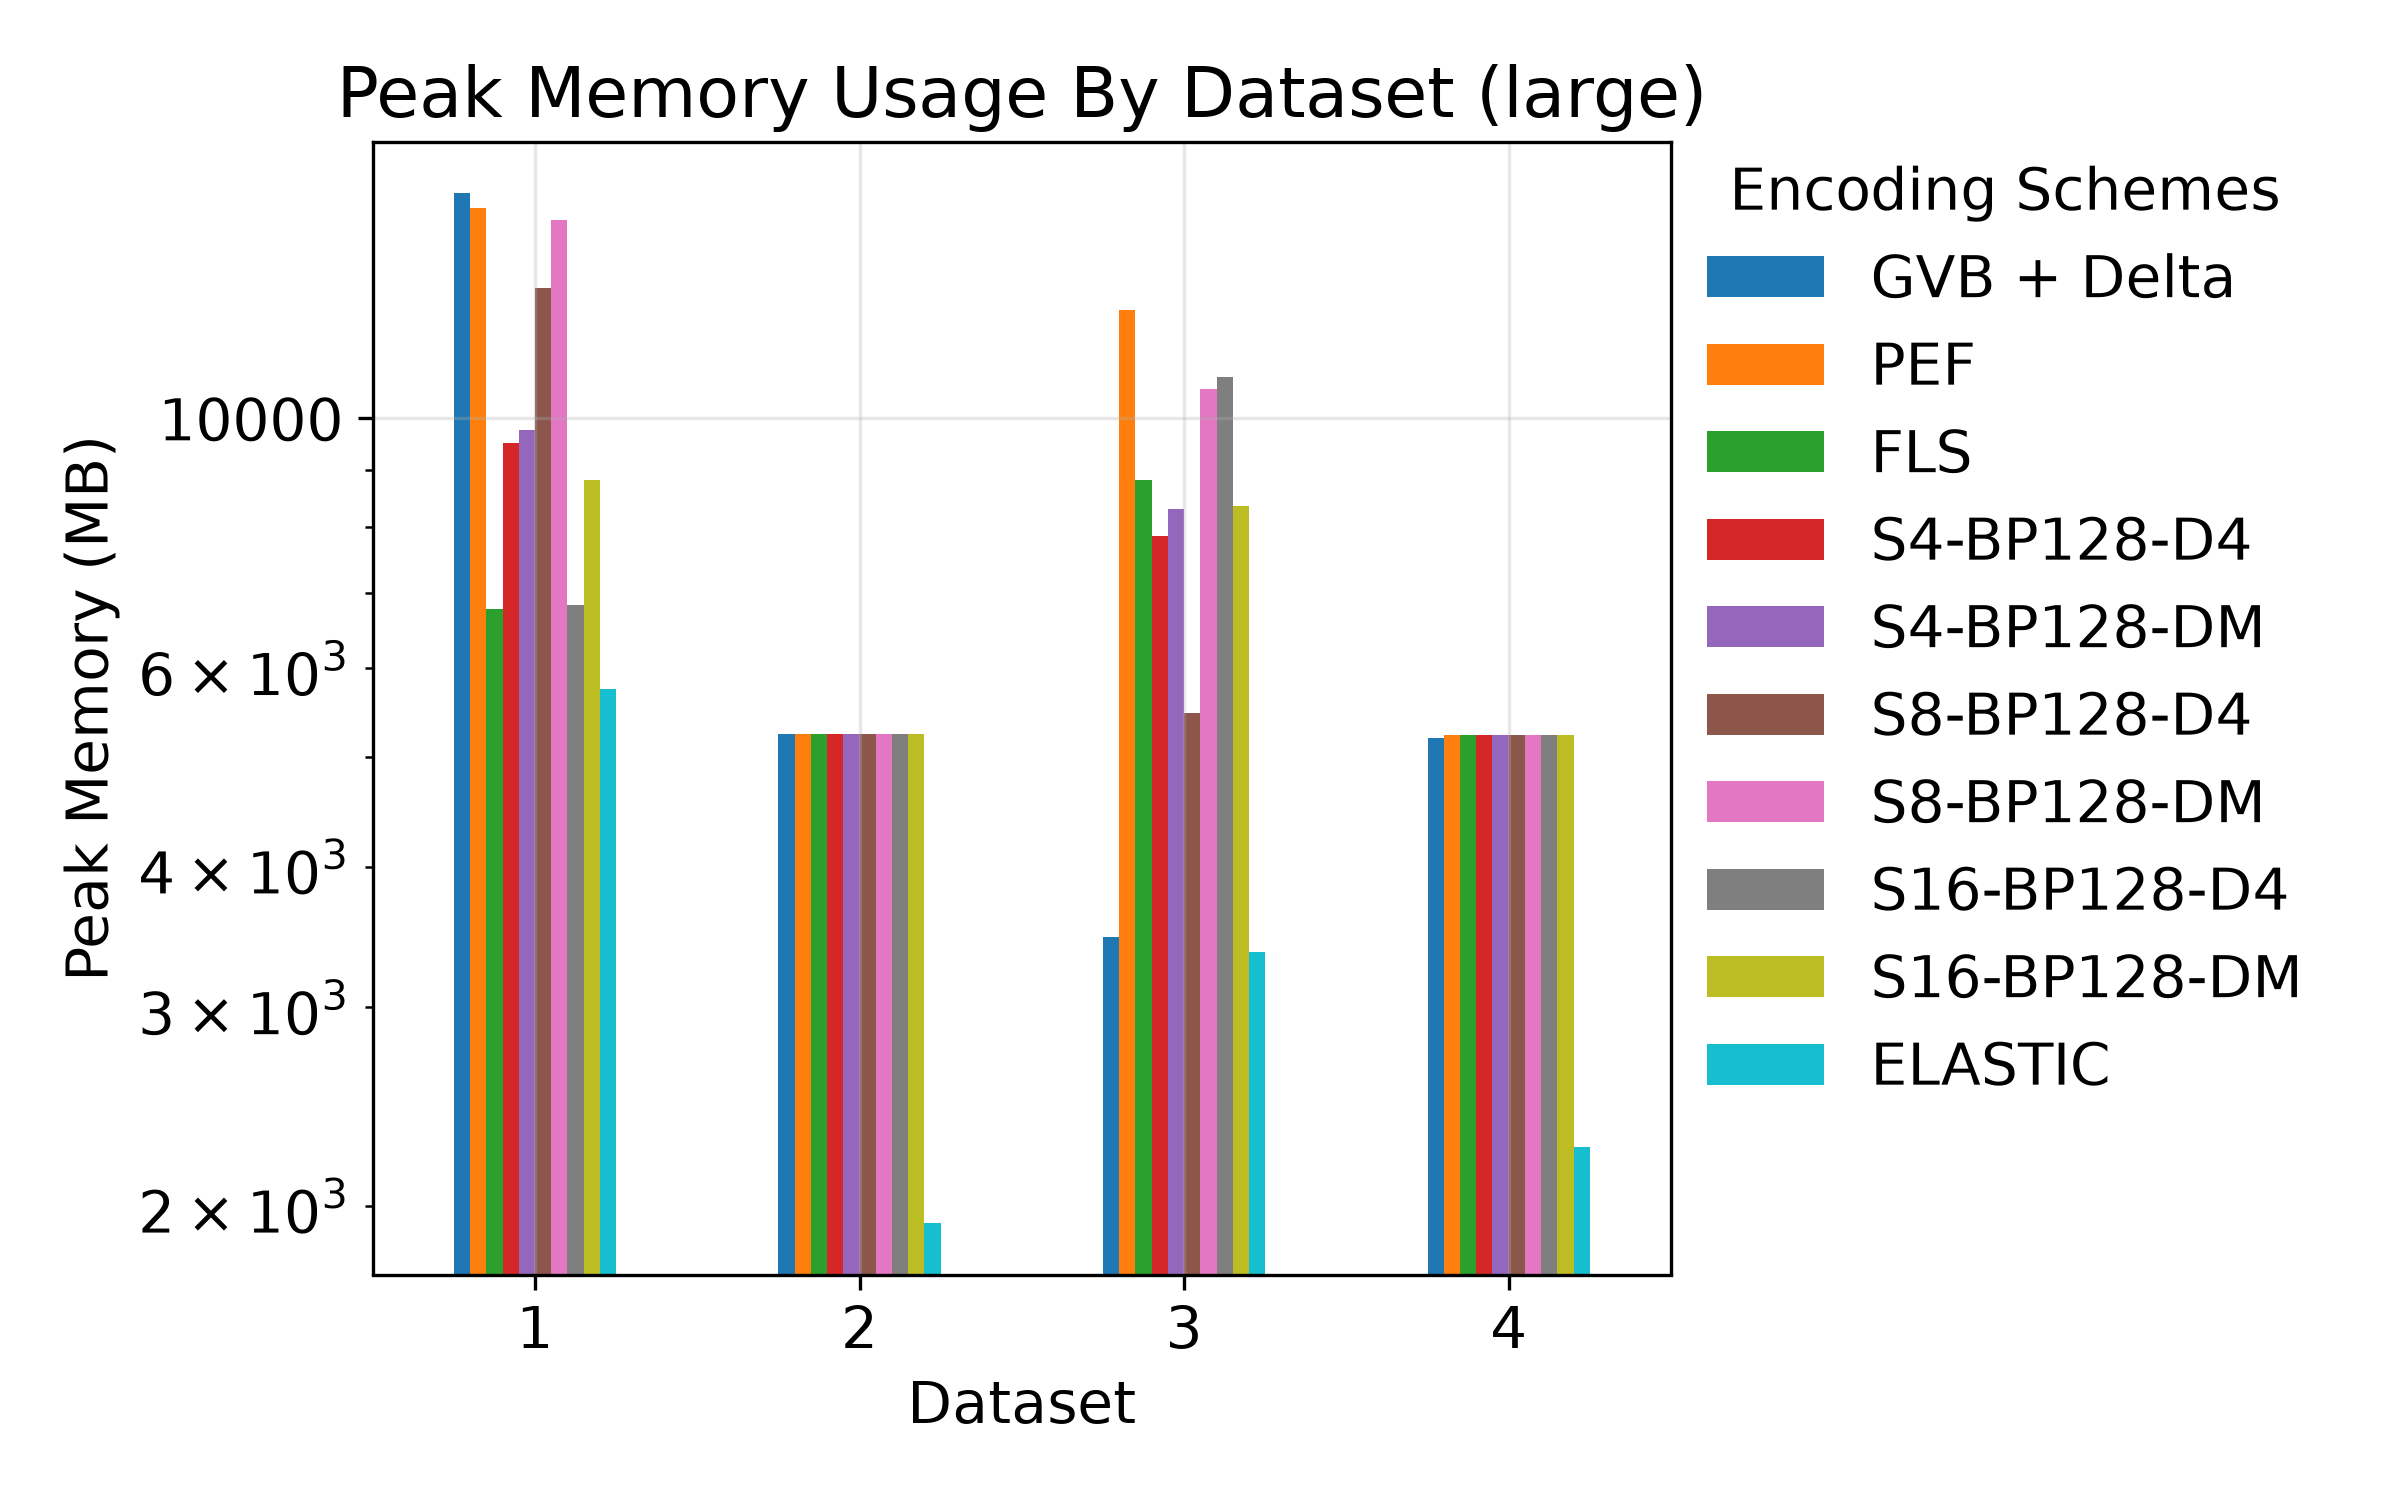 Peak Memory Usage By Dataset (large)
Peak Memory (MB)
10000
6 × 10³
4 × 10³
3 × 10³
2 × 10³
1 2 3 4
Dataset
Encoding Schemes
GVB + Delta
PEF
FLS
S4-BP128-D4
S4-BP128-DM
S8-BP128-D4
S8-BP128-DM
S16-BP128-D4
S16-BP128-DM
ELASTIC